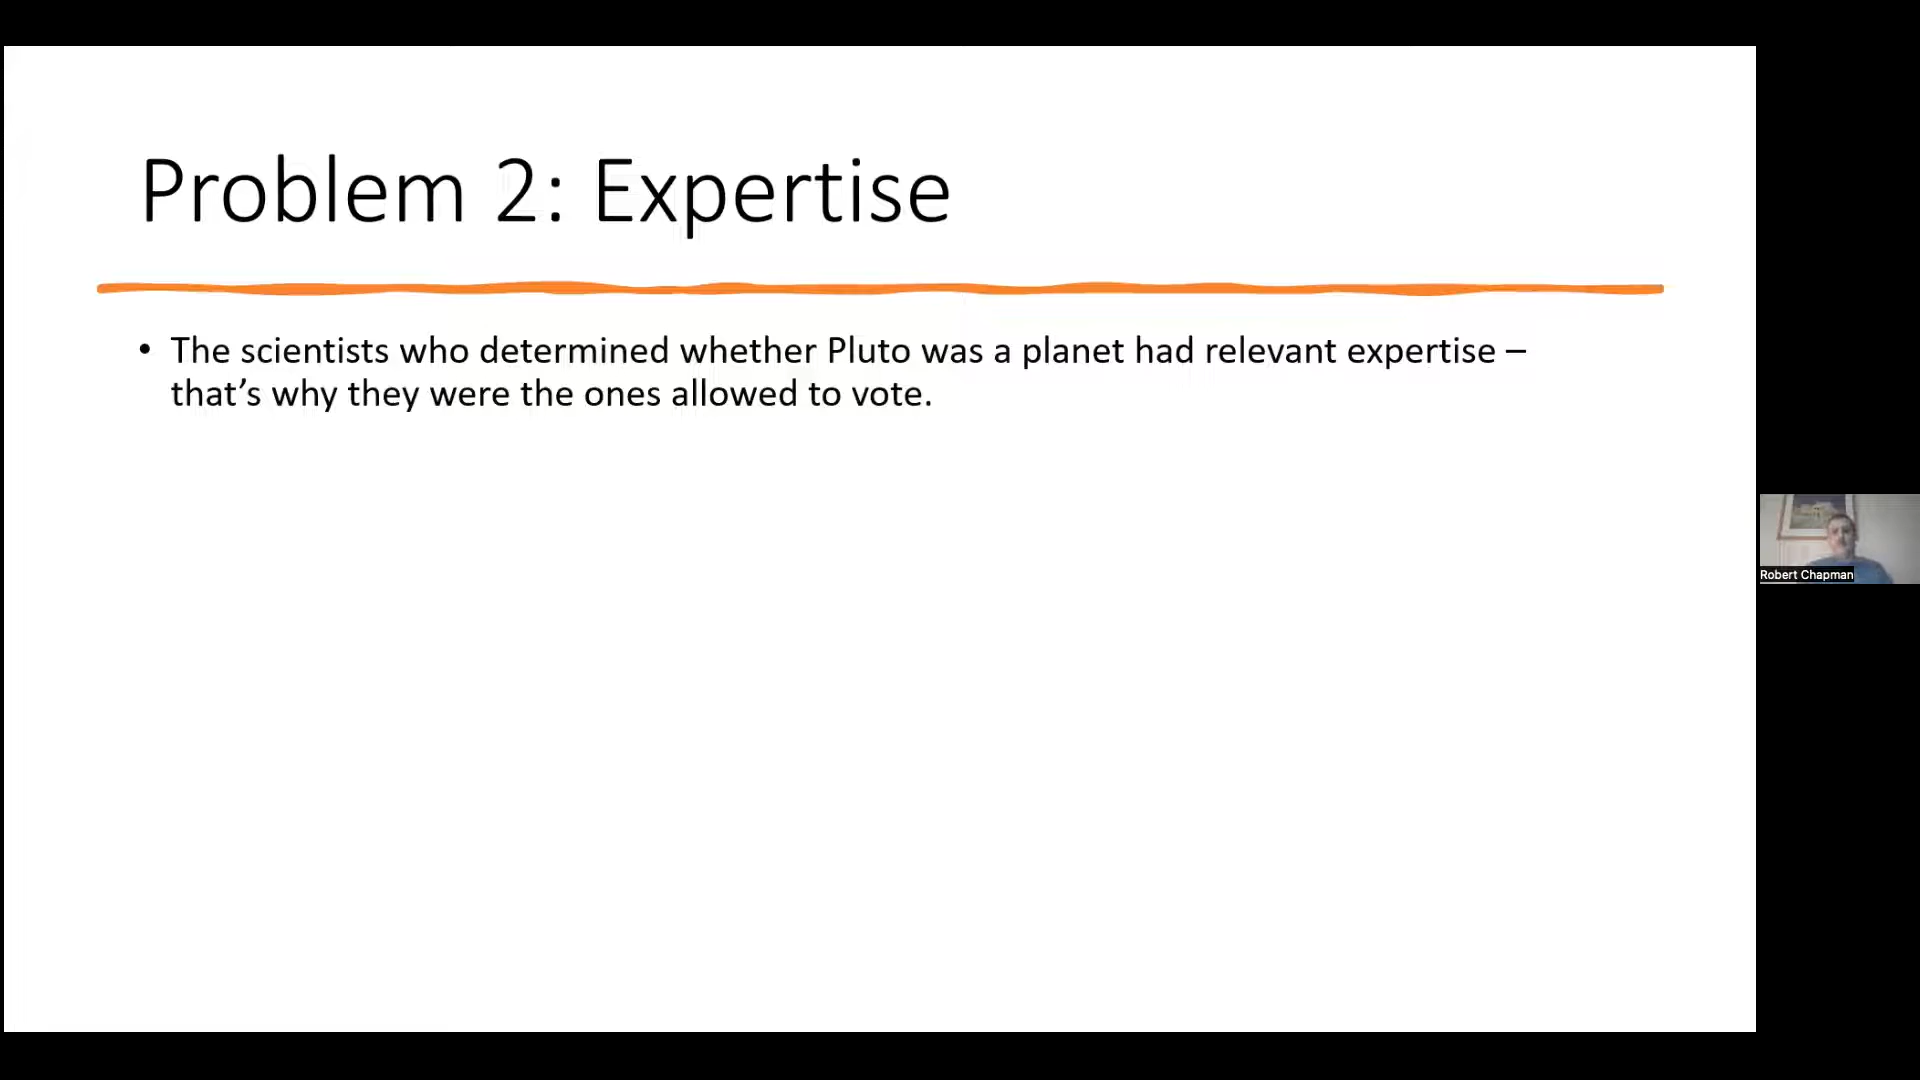 Problem 2: Expertise
• The scientists who determined whether Pluto was a planet had relevant expertise –
that’s why they were the ones allowed to vote.
Robert Chapman